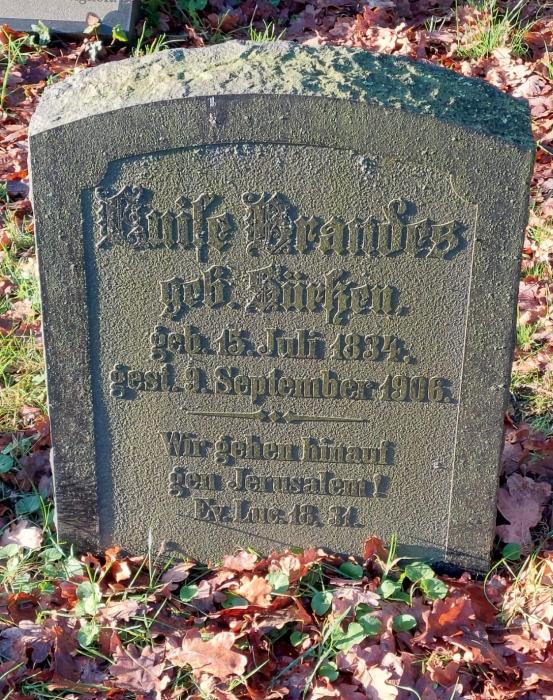 Luise Brandes
geb. Hürken.
geb. 15. Juli 1834.
gest. 9. September 1906.
Wir gehen hinauf
gen Jerusalem!
Ev. Luc. 18. 31.